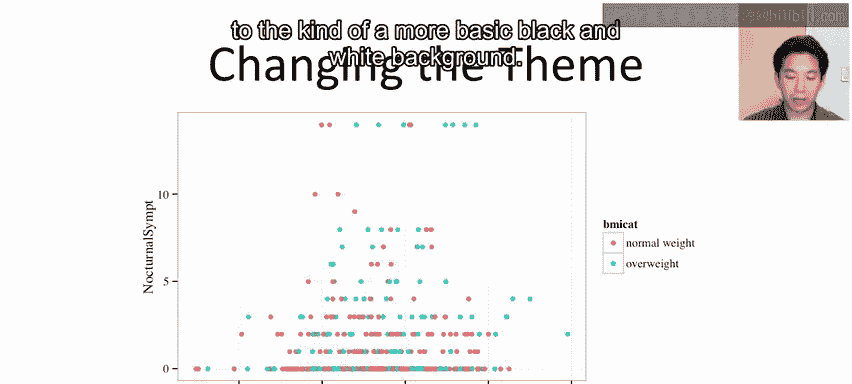 to the kind of a more basic black and
white background.
Changing the Theme
NocturnalSympt
10
5
0
bmicat
normal weight
overweight